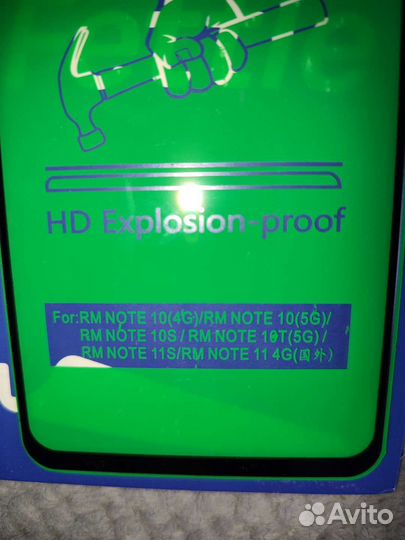 HD Explosion-proof
For:RM NOTE 10(4G)/RM NOTE 10(5G)/
RM NOTE 10S/ RM NOTE 10T(5G) /
RM NOTE 11S/RM NOTE 11 4G(国外)
Avito